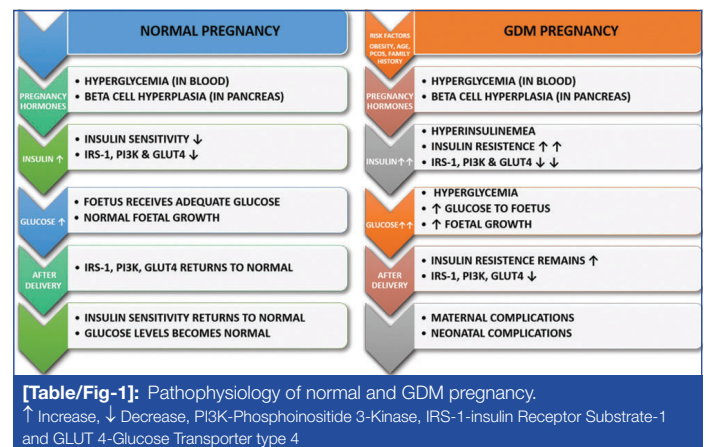 NORMAL PREGNANCY
PREGNANCY
HORMONES
• HYPERGLYCEMIA (IN BLOOD)
• BETA CELL HYPERPLASIA (IN PANCREAS)
INSULIN ↑
• INSULIN SENSITIVITY ↓
• IRS-1, PI3K & GLUT4 ↓
GLUCOSE ↑
• FOETUS RECEIVES ADEQUATE GLUCOSE
• NORMAL FOETAL GROWTH
AFTER
DELIVERY
• IRS-1, PI3K, GLUT4 RETURNS TO NORMAL
• INSULIN SENSITIVITY RETURNS TO NORMAL
• GLUCOSE LEVELS BECOMES NORMAL
RISK FACTORS
OBESITY, AGE,
PCOS, FAMILY
HISTORY
GDM PREGNANCY
PREGNANCY
HORMONES
• HYPERGLYCEMIA (IN BLOOD)
• BETA CELL HYPERPLASIA (IN PANCREAS)
INSULIN↑↑
• HYPERINSULINEMEA
• INSULIN RESISTENCE ↑ ↑
• IRS-1, PI3K & GLUT4 ↓ ↓
GLUCOSE↑↑
• HYPERGLYCEMIA
• ↑ GLUCOSE TO FOETUS
• ↑ FOETAL GROWTH
AFTER
DELIVERY
• INSULIN RESISTANCE REMAINS ↑
• IRS-1, PI3K, GLUT4 ↓
• MATERNAL COMPLICATIONS
• NEONATAL COMPLICATIONS
[Table/Fig-1]: Pathophysiology of normal and GDM pregnancy.
↑ Increase, ↓ Decrease, PI3K-Phosphoinositide 3-Kinase, IRS-1-insulin Receptor Substrate-1
and GLUT 4-Glucose Transporter type 4